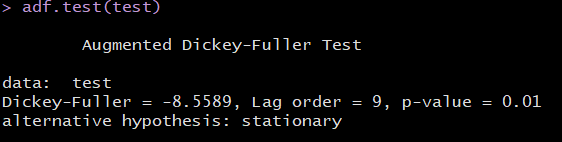 > adf.test(test)
Augmented Dickey-Fuller Test
data: test
Dickey-Fuller = -8.5589, Lag order = 9, p-value = 0.01
alternative hypothesis: stationary